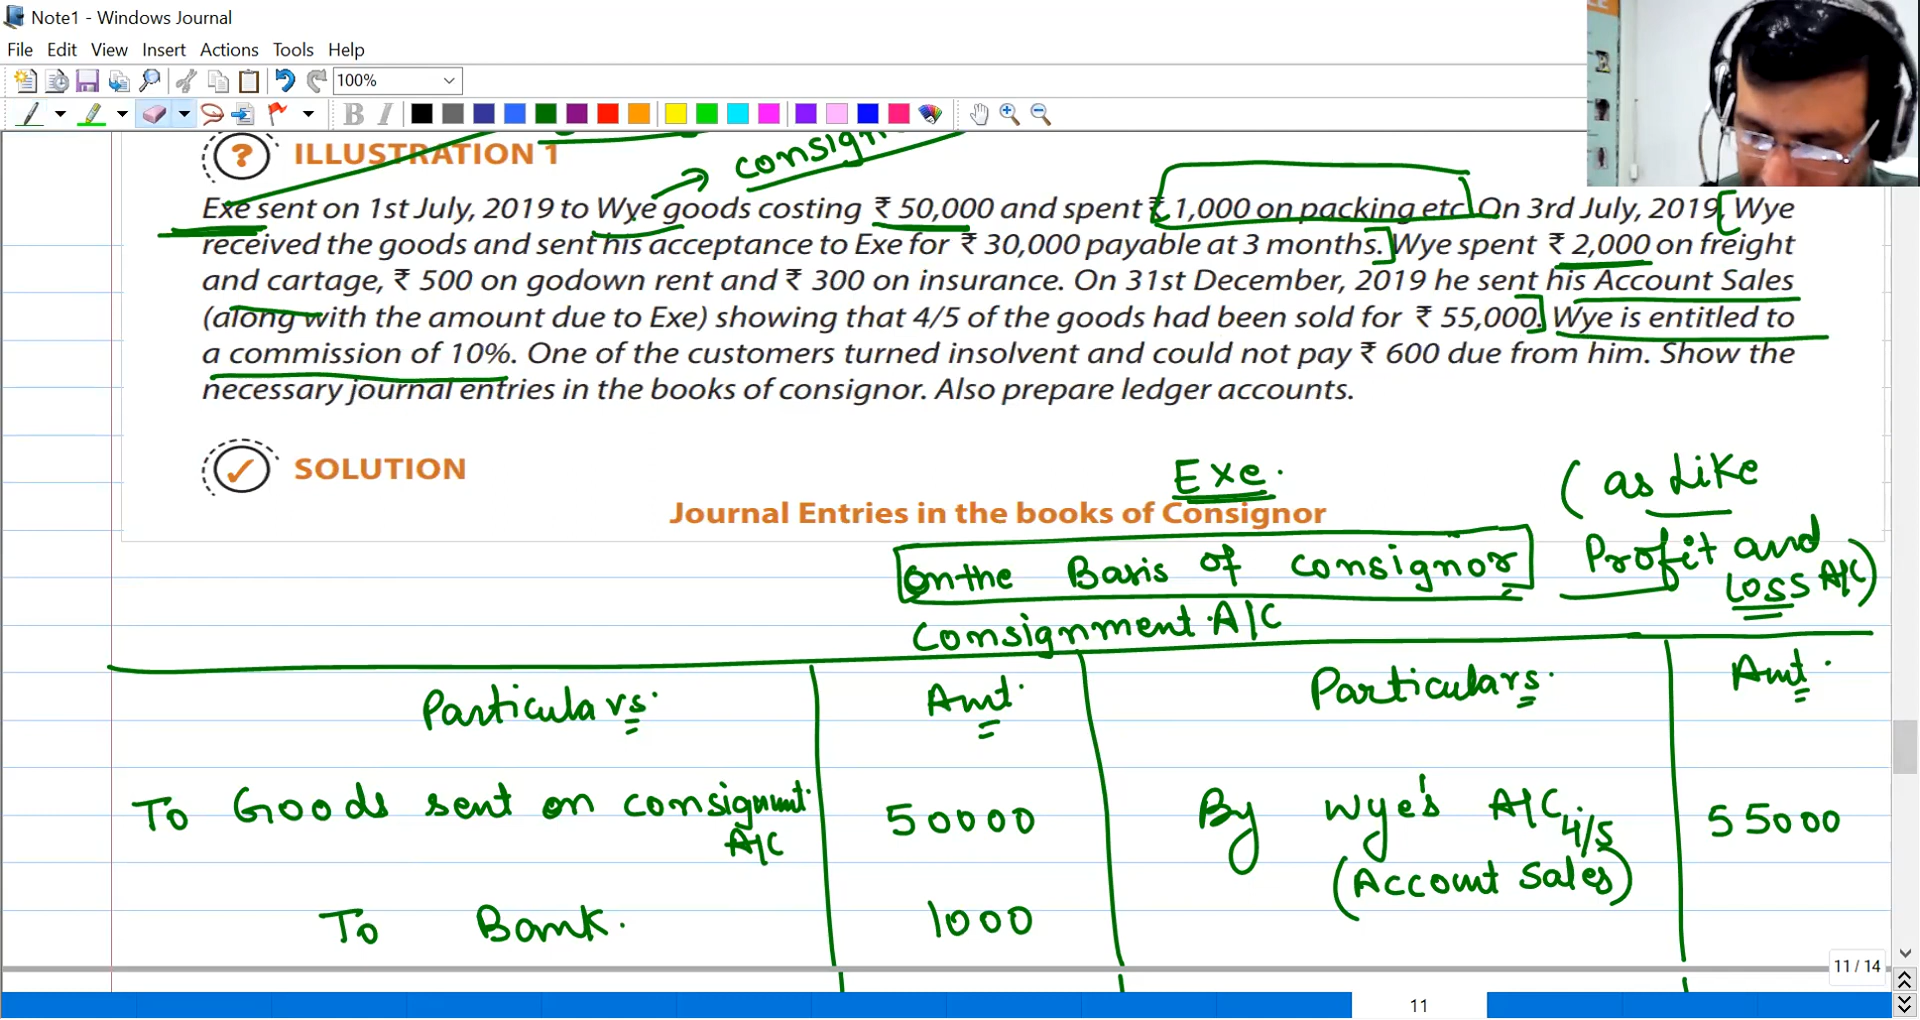 Note1 - Windows Journal
File Edit View Insert Actions Tools Help
100%
B I
ILLUSTRATION 1
Exe sent on 1st July, 2019 to Wye goods costing ₹ 50,000 and spent ₹ 1,000 on packing etc. On 3rd July, 2019, Wye
received the goods and sent his acceptance to Exe for ₹ 30,000 payable at 3 months. Wye spent ₹ 2,000 on freight
and cartage, ₹ 500 on godown rent and ₹ 300 on insurance. On 31st December, 2019 he sent his Account Sales
(along with the amount due to Exe) showing that 4/5 of the goods had been sold for ₹ 55,000. Wye is entitled to
a commission of 10%. One of the customers turned insolvent and could not pay ₹ 600 due from him. Show the
necessary journal entries in the books of consignor. Also prepare ledger accounts.
SOLUTION
Exe.
Journal Entries in the books of Consignor
(as Like
Profit and
Loss A/C)
On the Basis of consignor
Consignment A/C
Particulars Amt. Particulars Amt.
To Goods sent on consignmnt. A/C 50000 By Wye's A/C 4/5 55000
(Account Sales)
To Bank. 1000
11 / 14
11